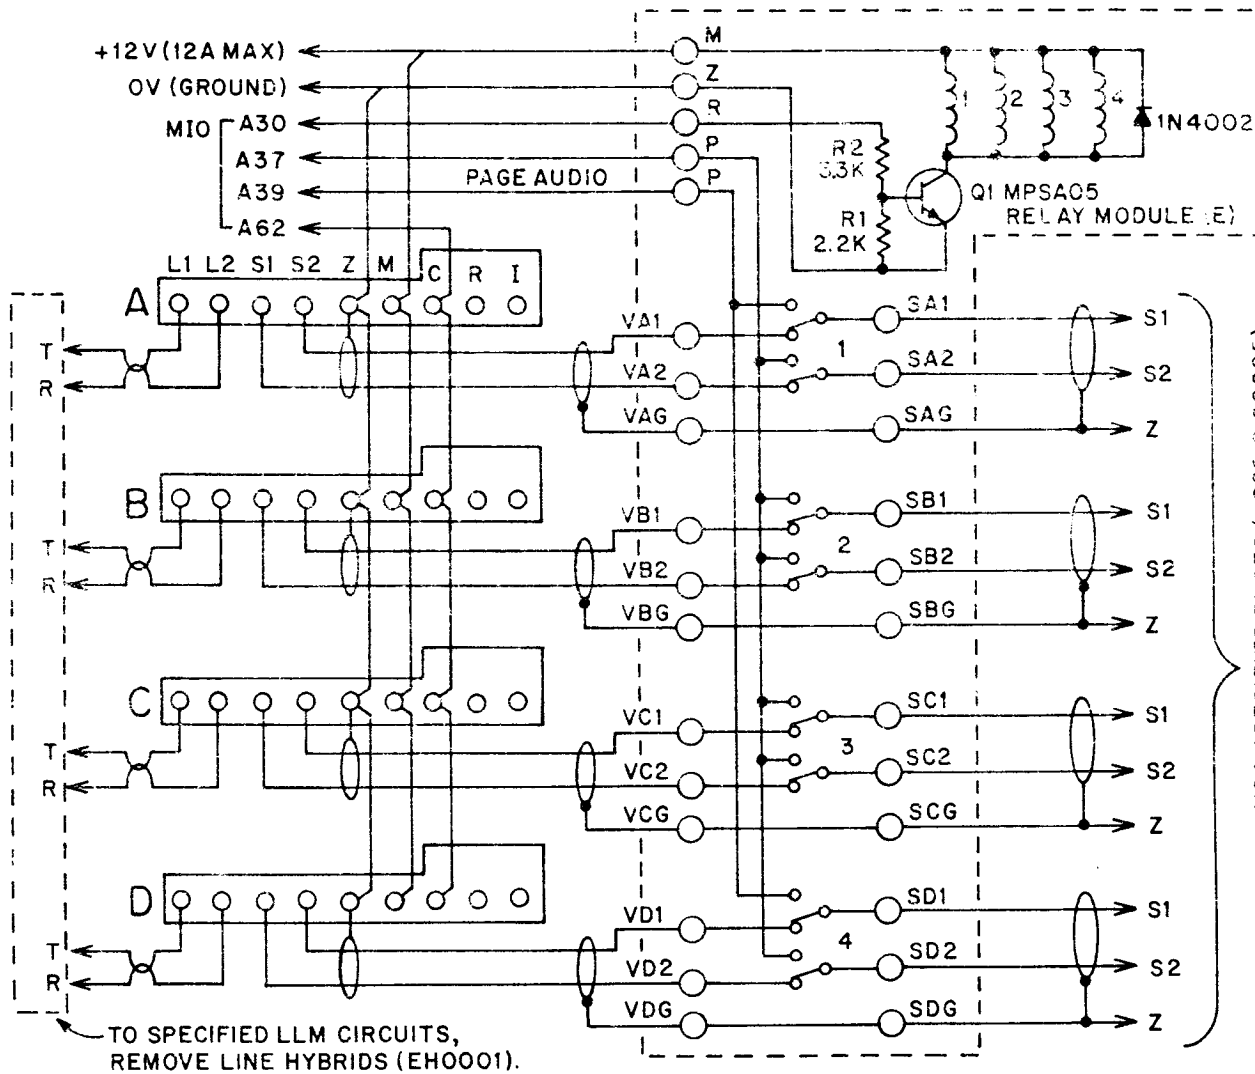 +12V (12A MAX)
M
0V (GROUND)
Z
MIO
A30
R
A37
P
A39
PAGE AUDIO
P
A62
1 2 3 4
1N4002
R2
3.3K
R1
2.2K
Q1 MPSA05
RELAY MODULE (E)
L1 L2 S1 S2 Z M C R I
A
T
R
VA1
SA1
S1
1
VA2
SA2
S2
VAG
SAG
Z
B
T
R
VB1
SB1
S1
2
VB2
SB2
S2
VBG
SBG
Z
C
T
R
VC1
SC1
S1
3
VC2
SC2
S2
VCG
SCG
Z
D
T
R
VD1
SD1
S1
4
VD2
SD2
S2
VDG
SDG
Z
TO SPECIFIED LLM CIRCUITS,
REMOVE LINE HYBRIDS (EH0001).